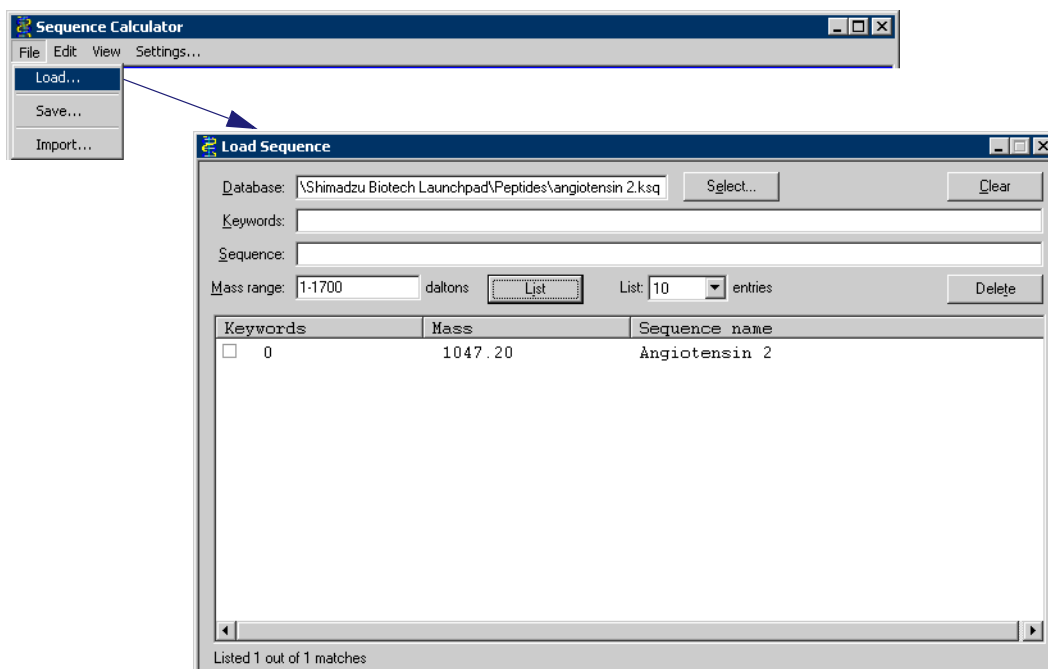 Sequence Calculator
File Edit View Settings...
Load...
Save...
Import...
Load Sequence
Database: \Shimadzu Biotech Launchpad\Peptides\angiotensin 2.ksq Select... Clear
Keywords:
Sequence:
Mass range: 1-1700 daltons List List: 10 entries Delete
Keywords Mass Sequence name
0 1047.20 Angiotensin 2
Listed 1 out of 1 matches